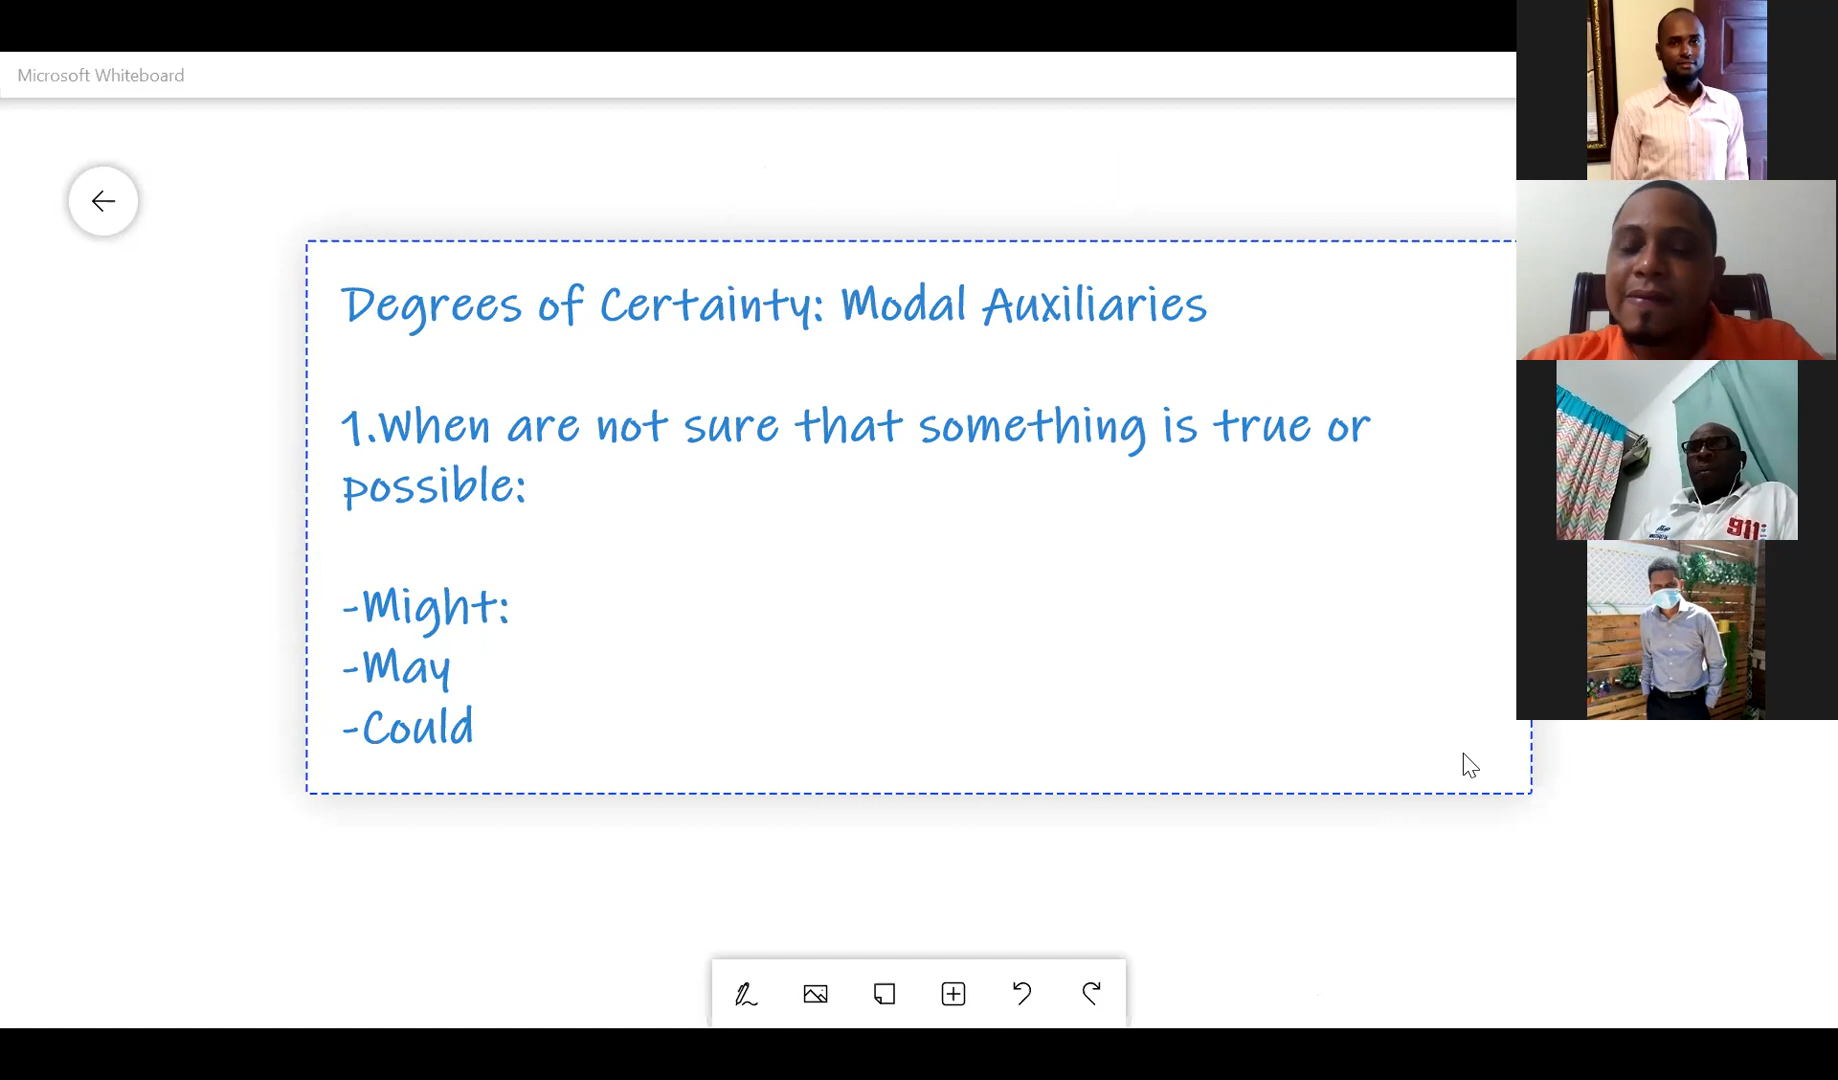 Microsoft Whiteboard
Degrees of Certainty: Modal Auxiliaries
1.When are not sure that something is true or
possible:
-Might:
-May
-Could
911